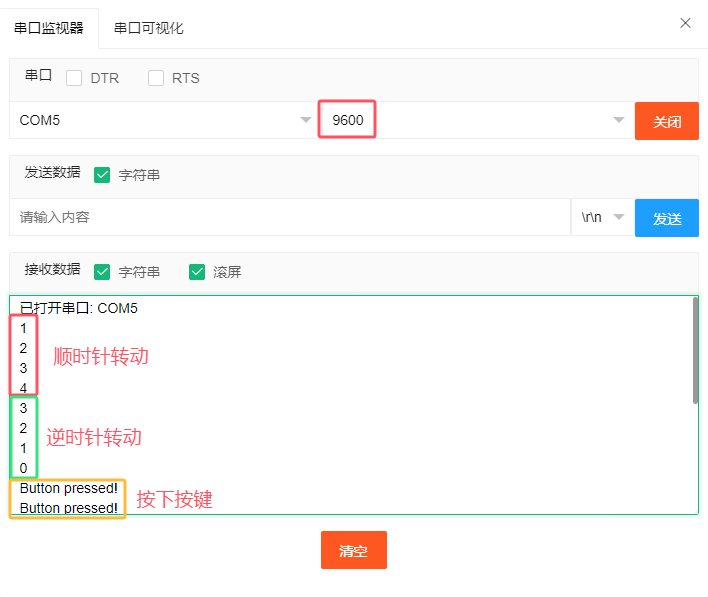 串口监视器 串口可视化
串口 DTR RTS
COM5 9600 关闭
发送数据 字符串
请输入内容 \r\n 发送
接收数据 字符串 滚屏
已打开串口: COM5
1
2
顺时针转动
3
4
3
2
逆时针转动
1
0
Button pressed!
按下按键
Button pressed!
清空